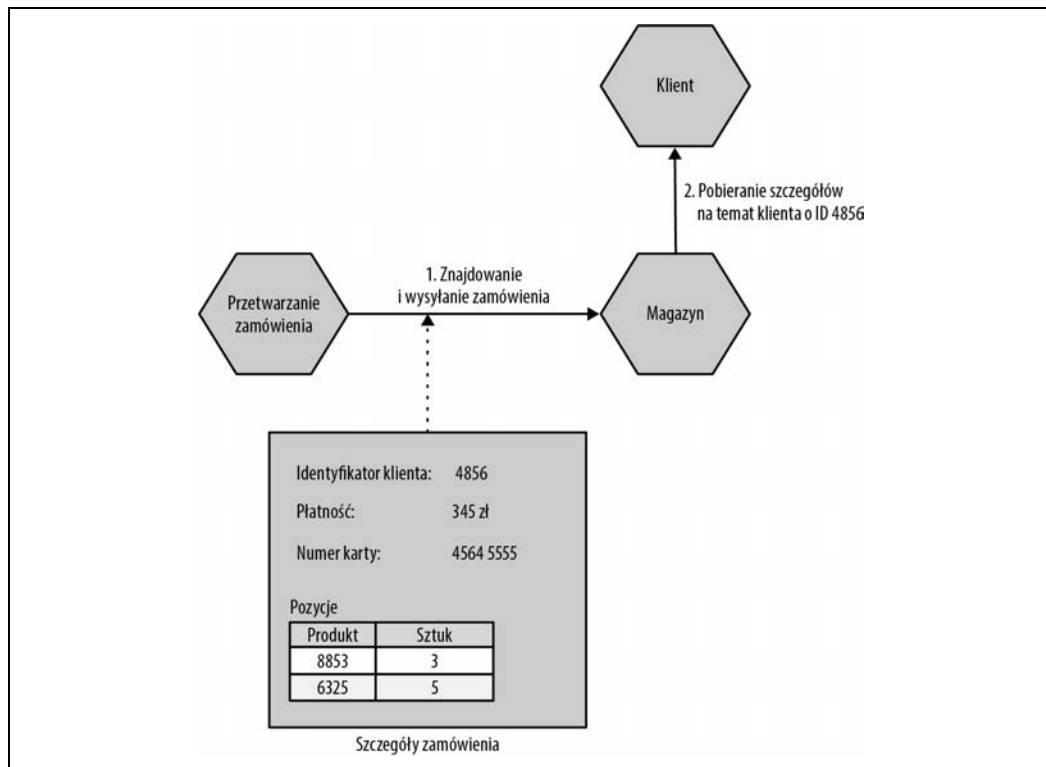 Klient
2. Pobieranie szczegółów
na temat klienta o ID 4856
1. Znajdowanie
i wysyłanie zamówienia
Przetwarzanie
zamówienia
Magazyn
Identyfikator klienta: 4856
Płatność: 345 zł
Numer karty: 4564 5555
Pozycje
Produkt Sztuk
8853 3
6325 5
Szczegóły zamówienia